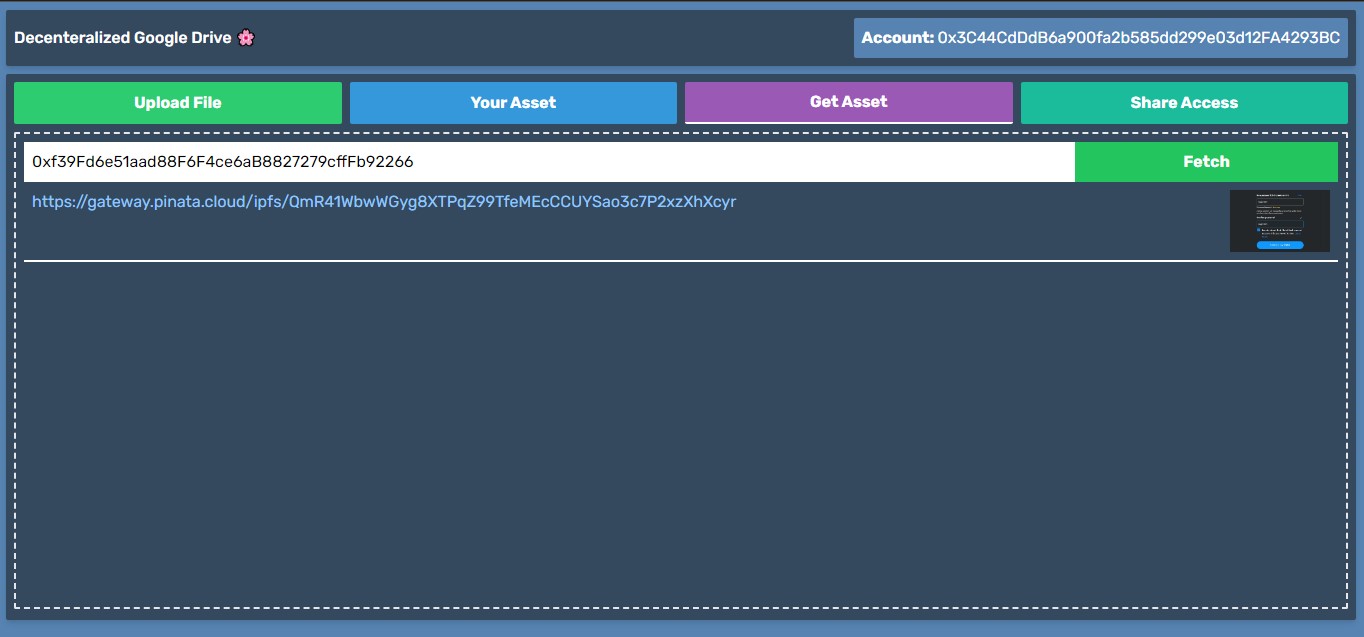 Decenteralized Google Drive 🌸
Account: 0x3C44CdDdB6a900fa2b585dd299e03d12FA4293BC
Upload File
Your Asset
Get Asset
Share Access
0xf39Fd6e51aad88F6F4ce6aB8827279cffFb92266
Fetch
https://gateway.pinata.cloud/ipfs/QmR41WbwWGyg8XTPqZ99TfeMEcCCUYSao3c7P2xzXhXcyr